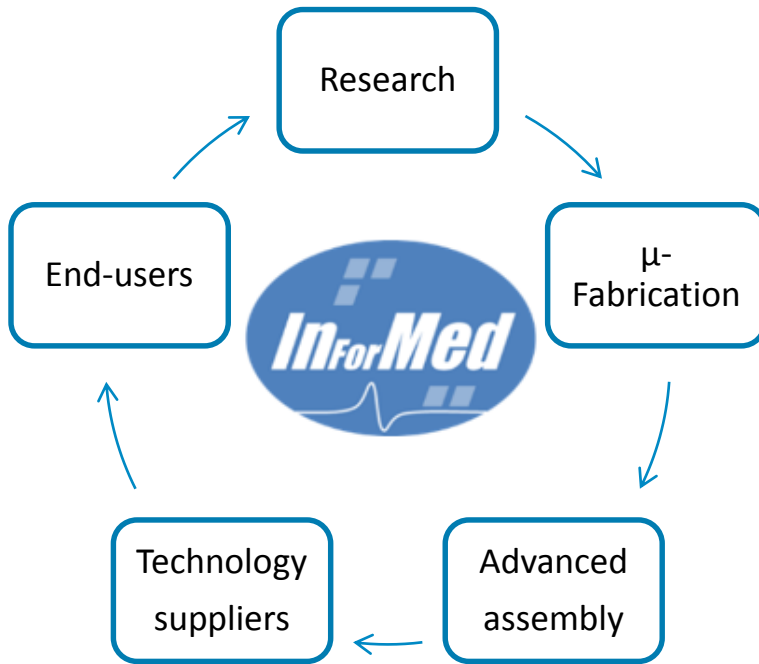 Research
μ-
Fabrication
Advanced
assembly
Technology
suppliers
End-users
InForMed